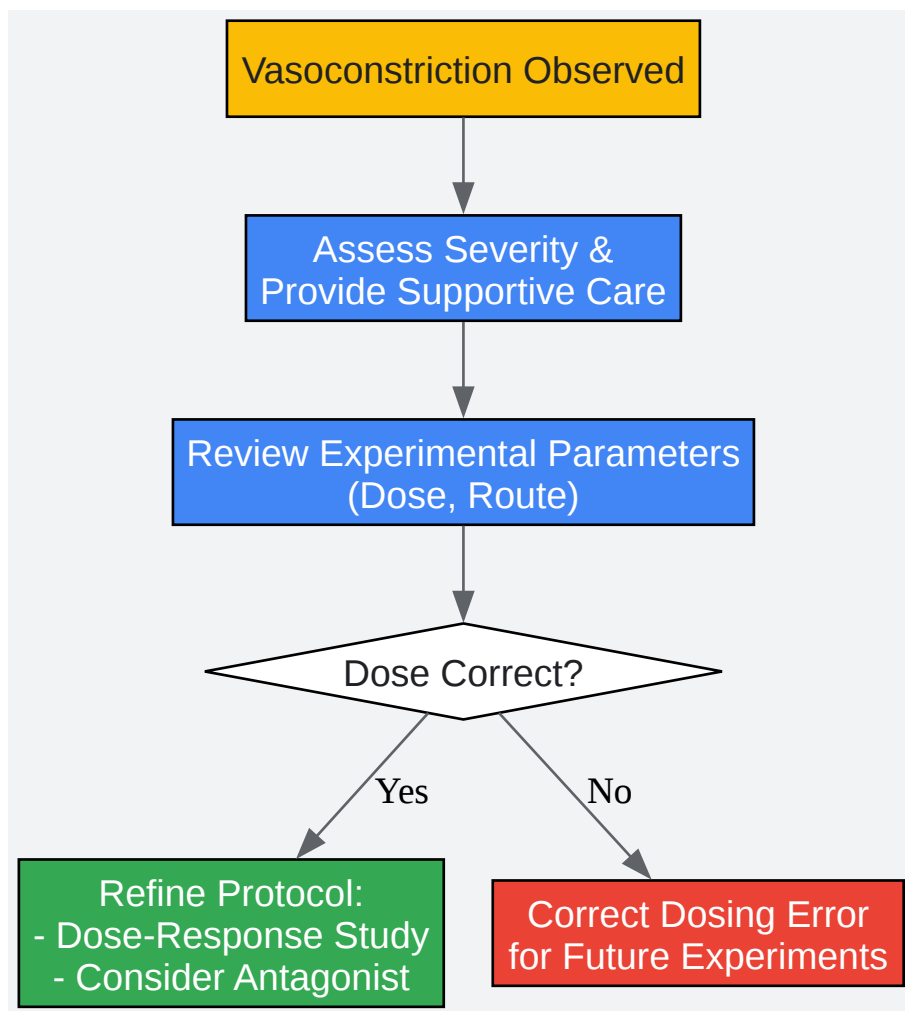 Vasoconstriction Observed
Assess Severity &
Provide Supportive Care
Review Experimental Parameters
(Dose, Route)
Dose Correct?
Yes
No
Refine Protocol:
- Dose-Response Study
- Consider Antagonist
Correct Dosing Error
for Future Experiments